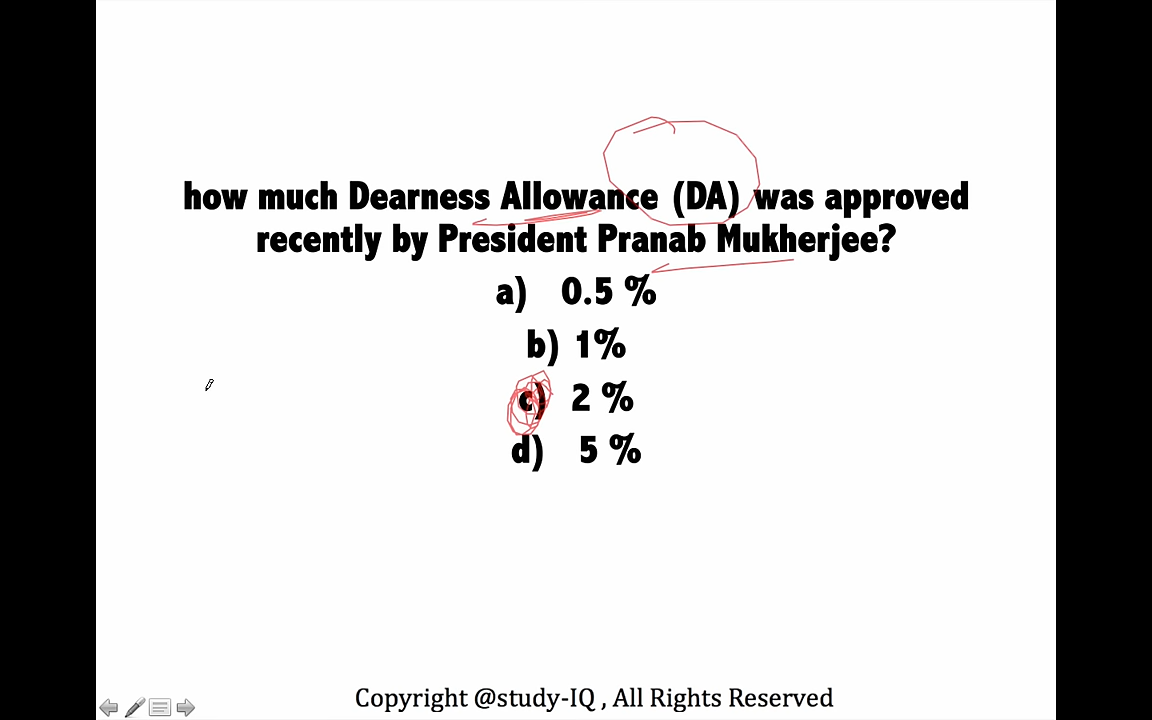 how much Dearness Allowance (DA) was approved
recently by President Pranab Mukherjee?
a) 0.5 %
b) 1%
c) 2 %
d) 5 %
Copyright @study-IQ , All Rights Reserved